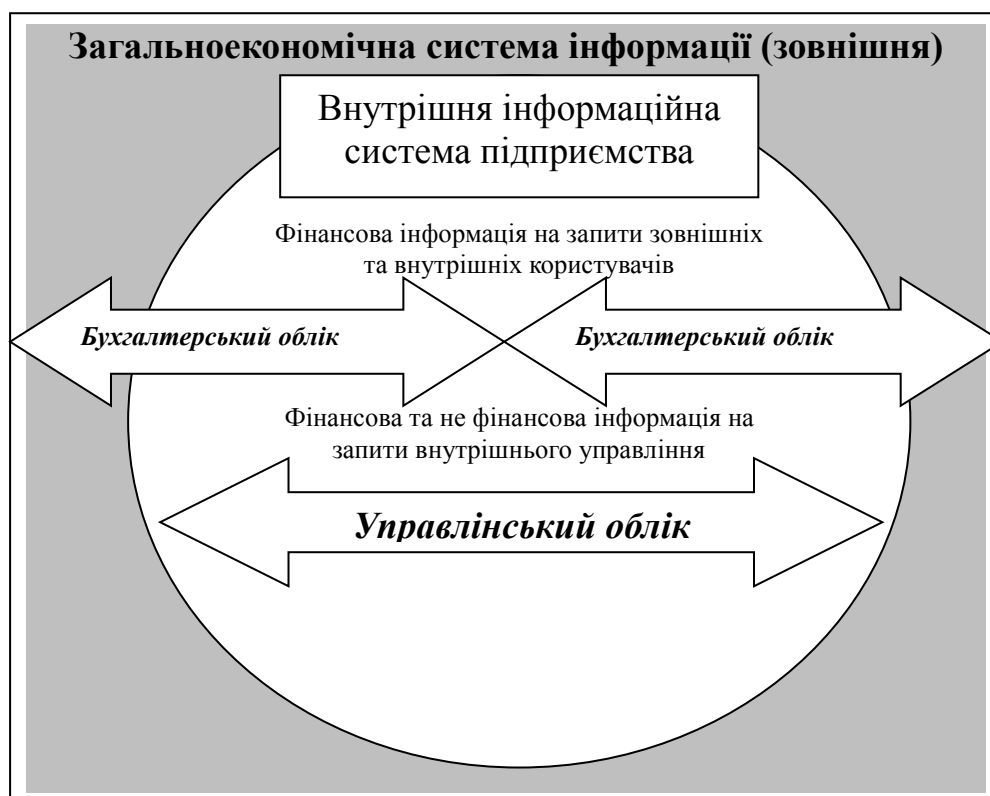 Загальноекономічна система інформації (зовнішня)
Внутрішня інформаційна
система підприємства
Фінансова інформація на запити зовнішніх
та внутрішніх користувачів
Бухгалтерський облік
Бухгалтерський облік
Фінансова та не фінансова інформація на
запити внутрішнього управління
Управлінський облік